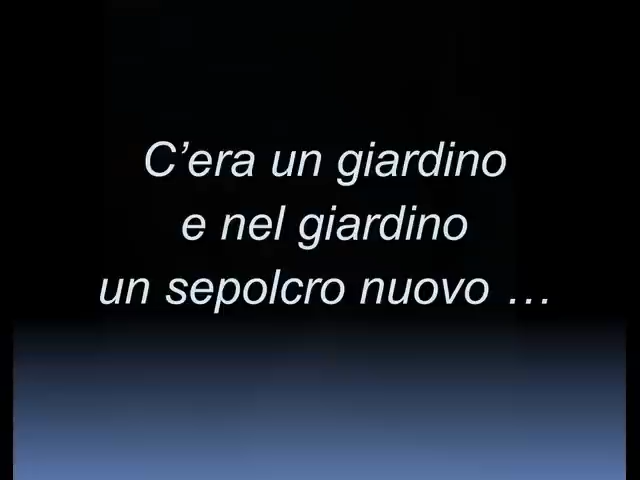 C’era un giardino
e nel giardino
un sepolcro nuovo …